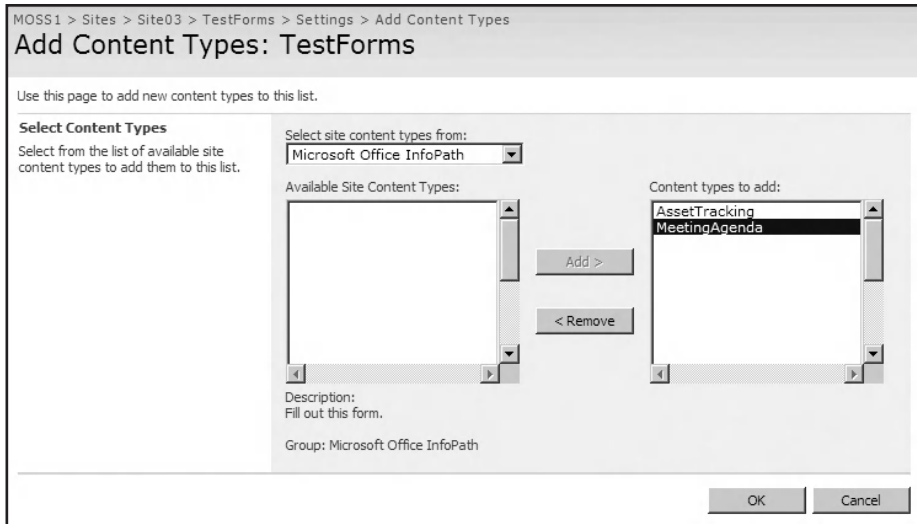 MOSS1 > Sites > Site03 > TestForms > Settings > Add Content Types
Add Content Types: TestForms
Use this page to add new content types to this list.
Select Content Types
Select from the list of available site
content types to add them to this list.
Select site content types from:
Microsoft Office InfoPath
Available Site Content Types:
Content types to add:
AssetTracking
MeetingAgenda
Add >
< Remove
Description:
Fill out this form.
Group: Microsoft Office InfoPath
OK
Cancel